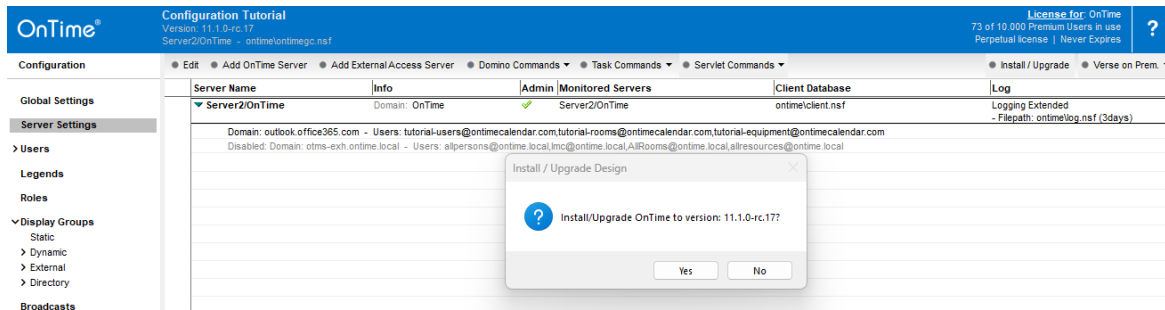 OnTime®
Configuration Tutorial
Version: 11.1.0-rc.17
Server2/OnTime - ontime\ontimegc.nsf
License for: OnTime
73 of 10.000 Premium Users in use
Perpetual license | Never Expires
?
Configuration
Edit
Add OnTime Server
Add External Access Server
Domino Commands
Task Commands
Servlet Commands
Install / Upgrade
Verse on Prem.
Global Settings
Server Settings
Users
Legends
Roles
Display Groups
Static
Dynamic
External
Directory
Broadcasts
Server Name Info Admin Monitored Servers Client Database Log
Server2/OnTime Domain: OnTime Server2/OnTime ontime\client.nsf Logging Extended
- Filepath: ontime\log.nsf (3days)
Domain: outlook.office365.com - Users: tutorial-users@ontimecalendar.com,tutorial-rooms@ontimecalendar.com,tutorial-equipment@ontimecalendar.com
Disabled: Domain: otms-exh.ontime.local - Users: allpersons@ontime.local,lmc@ontime.local,AllRooms@ontime.local,allresources@ontime.local
Install / Upgrade Design
?
Install/Upgrade OnTime to version: 11.1.0-rc.17?
Yes
No